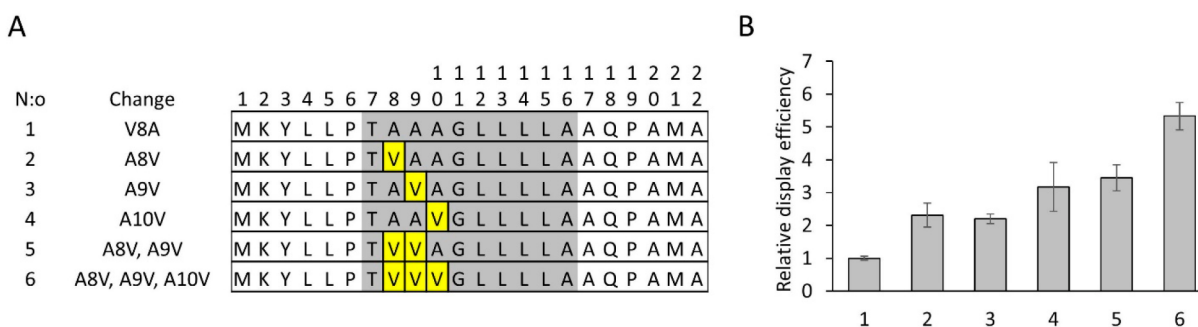 A
1 1 1 1 1 1 1 1 1 1 2 2 2
N:o Change 1 2 3 4 5 6 7 8 9 0 1 2 3 4 5 6 7 8 9 0 1 2
1 V8A M K Y L L P T A A A G L L L L A A Q P A M A
2 A8V M K Y L L P T V A A G L L L L A A Q P A M A
3 A9V M K Y L L P T A V A G L L L L A A Q P A M A
4 A10V M K Y L L P T A A V G L L L L A A Q P A M A
5 A8V, A9V M K Y L L P T V V A G L L L L A A Q P A M A
6 A8V, A9V, A10V M K Y L L P T V V V G L L L L A A Q P A M A
B
Relative display efficiency
7
6
5
4
3
2
1
0
1 2 3 4 5 6